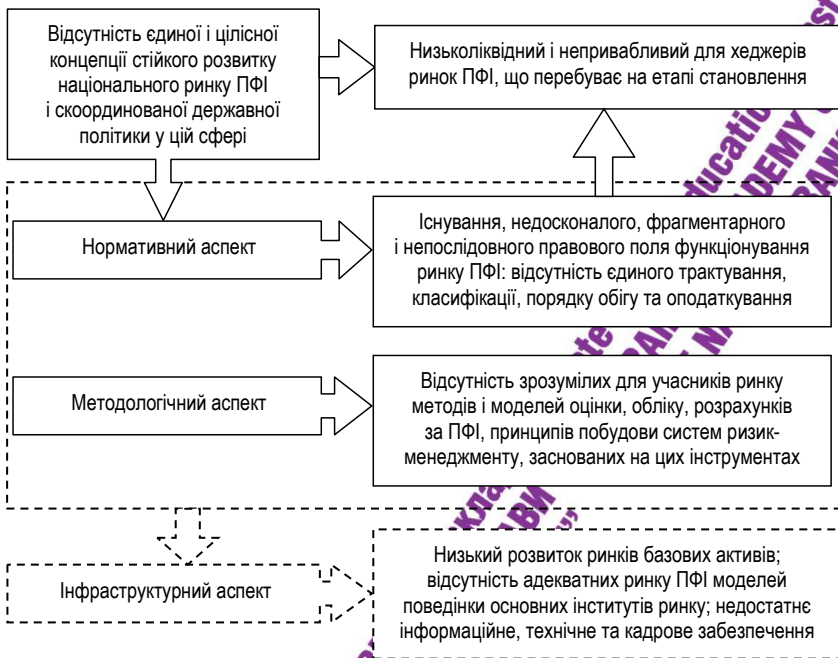 Відсутність єдиної і цілісної
концепції стійкого розвитку
національного ринку ПФІ
і скоординованої державної
політики у цій сфері
Низьколіквідний і непривабливий для хеджерів
ринок ПФІ, що перебуває на етапі становлення
Нормативний аспект
Існування, недосконалого, фрагментарного
і непослідовного правового поля функціонування
ринку ПФІ: відсутність єдиного трактування,
класифікації, порядку обігу та оподаткування
Методологічний аспект
Відсутність зрозумілих для учасників ринку
методів і моделей оцінки, обліку, розрахунків
за ПФІ, принципів побудови систем ризик-
менеджменту, заснованих на цих інструментах
Інфраструктурний аспект
Низький розвиток ринків базових активів;
відсутність адекватних ринку ПФІ моделей
поведінки основних інститутів ринку; недостатнє
інформаційне, технічне та кадрове забезпечення